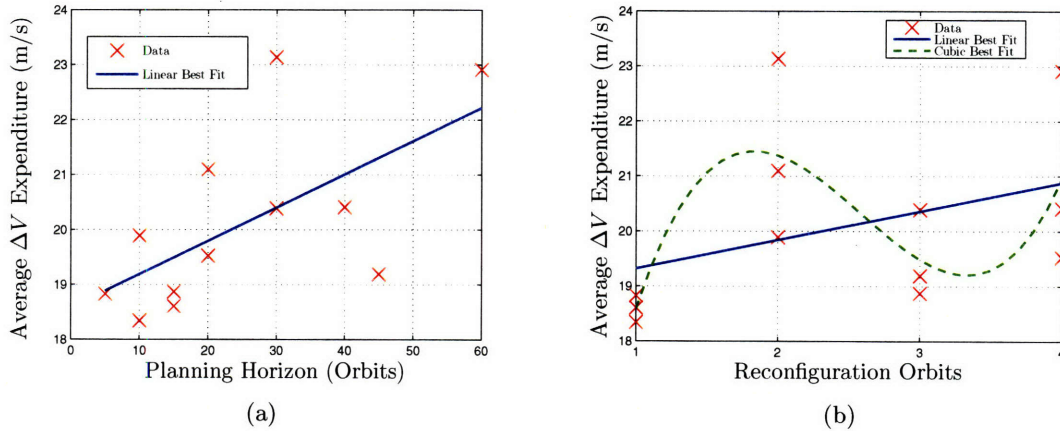 24
23
22
21
20
19
18
0
10
20
30
40
50
60
Average ΔV Expenditure (m/s)
Planning Horizon (Orbits)
Data
Linear Best Fit
(a)
24
23
22
21
20
19
18
1
2
3
4
Average ΔV Expenditure (m/s)
Reconfiguration Orbits
Data
Linear Best Fit
Cubic Best Fit
(b)